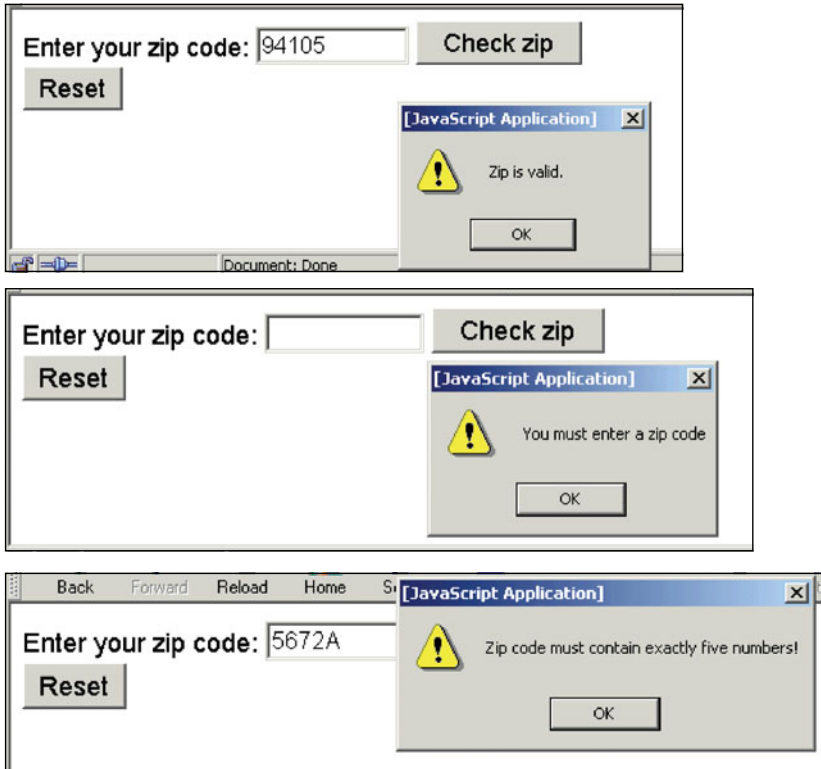 Enter your zip code: 94105 Check zip
Reset
[JavaScript Application]
Zip is valid.
OK
Document: Done
Enter your zip code: Check zip
Reset
[JavaScript Application]
You must enter a zip code
OK
Back Forward Reload Home
[JavaScript Application]
Enter your zip code: 5672A
Zip code must contain exactly five numbers!
Reset
OK